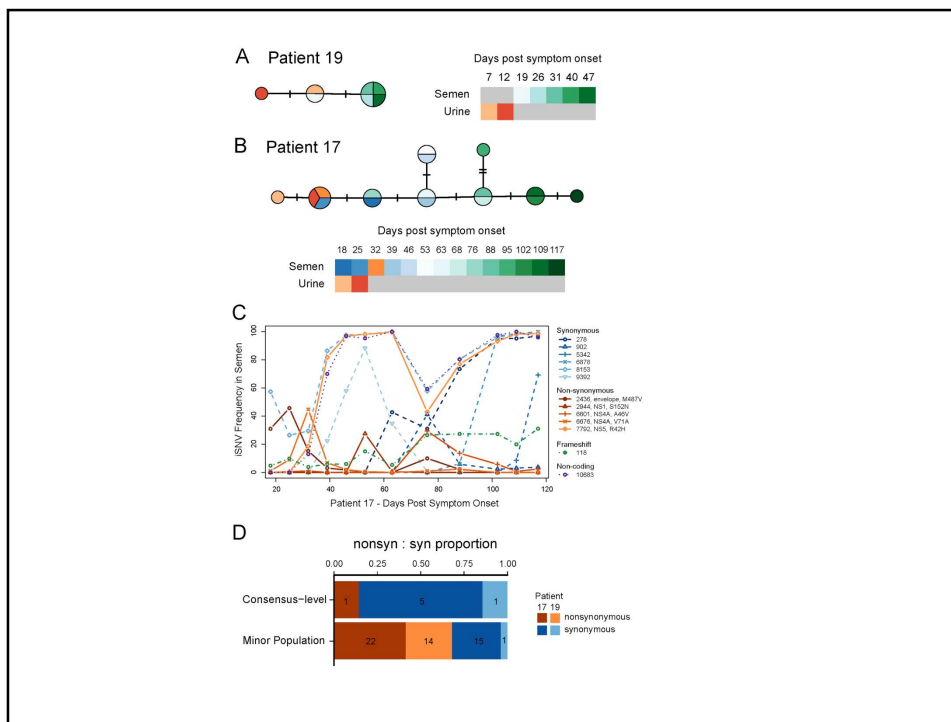 A Patient 19
Days post symptom onset
7 12 19 26 31 40 47
Semen
Urine
B Patient 17
Days post symptom onset
18 25 32 39 46 53 63 68 76 88 95 102 109 117
Semen
Urine
C
iSNV Frequency in Semen
100
80
60
40
20
0
20 40 60 80 100 120
Patient 17 - Days Post Symptom Onset
Synonymous
278
902
5342
6878
8153
9392
Non-synonymous
2436, envelope, M487V
2944, NS1, S152N
6601, NS4A, A46V
6676, NS4A, V71A
7792, NS5, R42H
Frameshift
118
Non-coding
10683
D
nonsyn : syn proportion
0.00 0.25 0.50 0.75 1.00
Consensus-level 1 5 1
Minor Population 22 14 15 1
Patient
17 19
nonsynonymous
synonymous